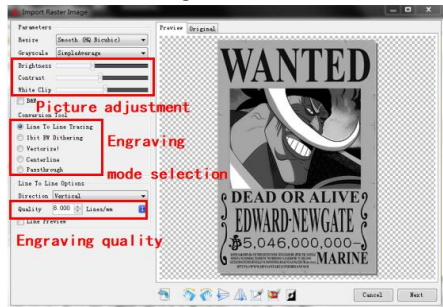 Import Raster Image
Parameters
Resize Smooth (HQ Bicubic)
Grayscale SimpleAverage
Brightness
Contrast
White Clip
B&W
Picture adjustment
Conversion Tool
Line To Line Tracing
1bit BW Dithering
Vectorize!
Centerline
Passthrough
Engraving
mode selection
Line To Line Options
Direction Vertical
Quality 8.000 Lines/mm
Line Preview
Engraving quality
Preview Original
WANTED
DEAD OR ALIVE
EDWARD·NEWGATE
5,046,000,000-
MARINE
Cancel Next